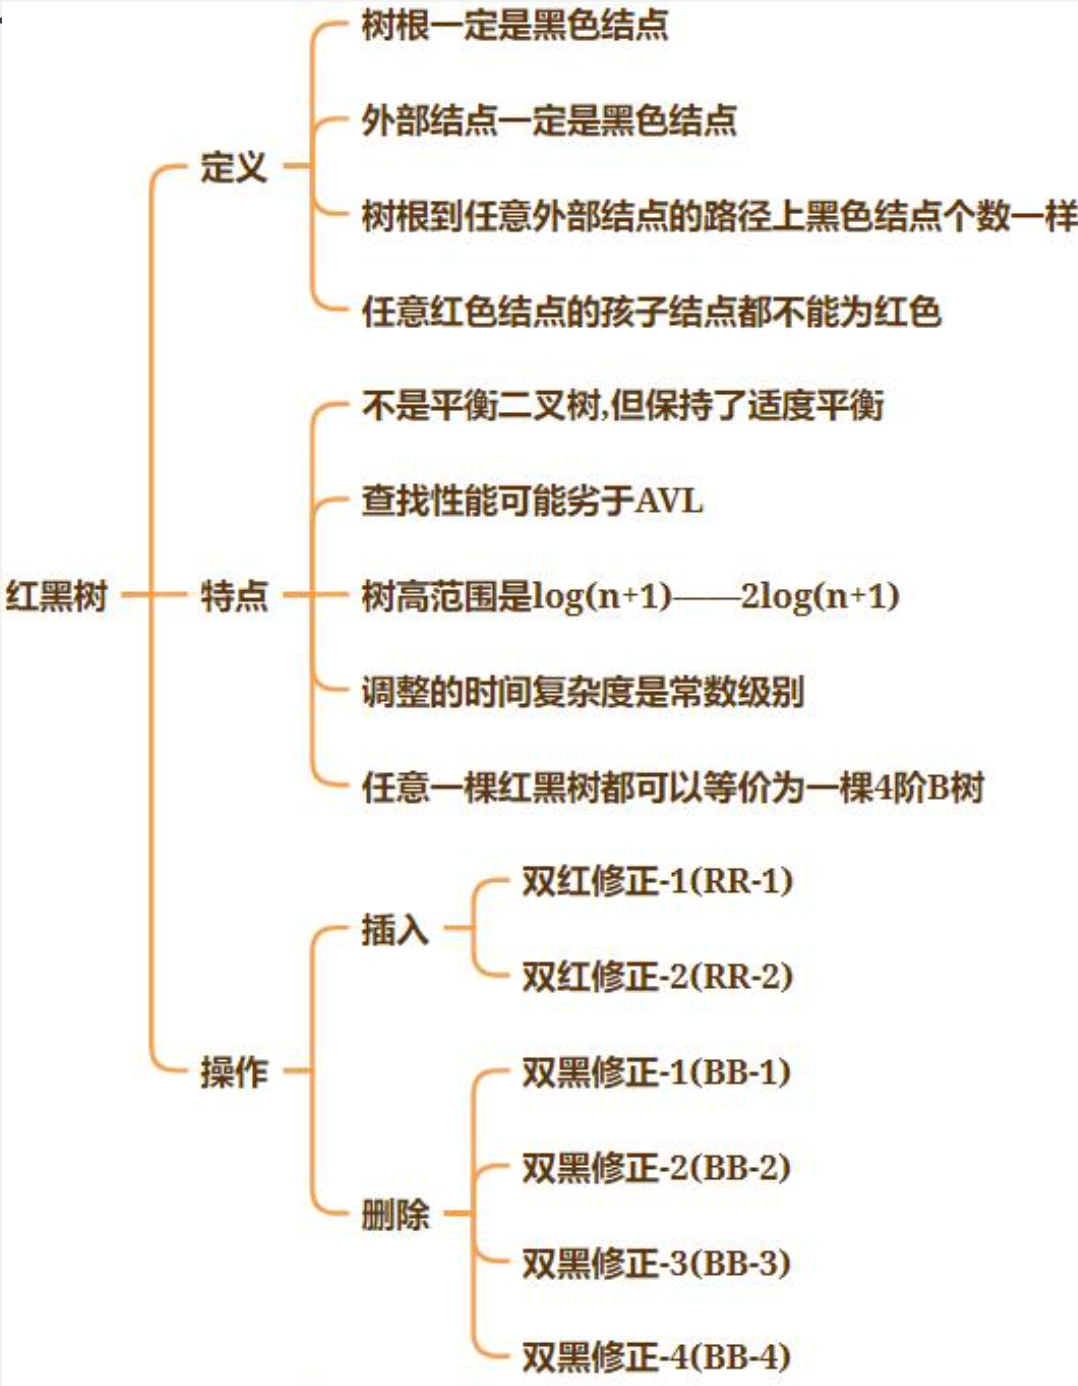 树根一定是黑色结点
外部结点一定是黑色结点
定义
树根到任意外部结点的路径上黑色结点个数一样
任意红色结点的孩子结点都不能为红色
不是平衡二叉树,但保持了适度平衡
查找性能可能劣于AVL
红黑树
特点
树高范围是log(n+1)——2log(n+1)
调整的时间复杂度是常数级别
任意一棵红黑树都可以等价为一棵4阶B树
双红修正-1(RR-1)
插入
双红修正-2(RR-2)
操作
双黑修正-1(BB-1)
双黑修正-2(BB-2)
删除
双黑修正-3(BB-3)
双黑修正-4(BB-4)